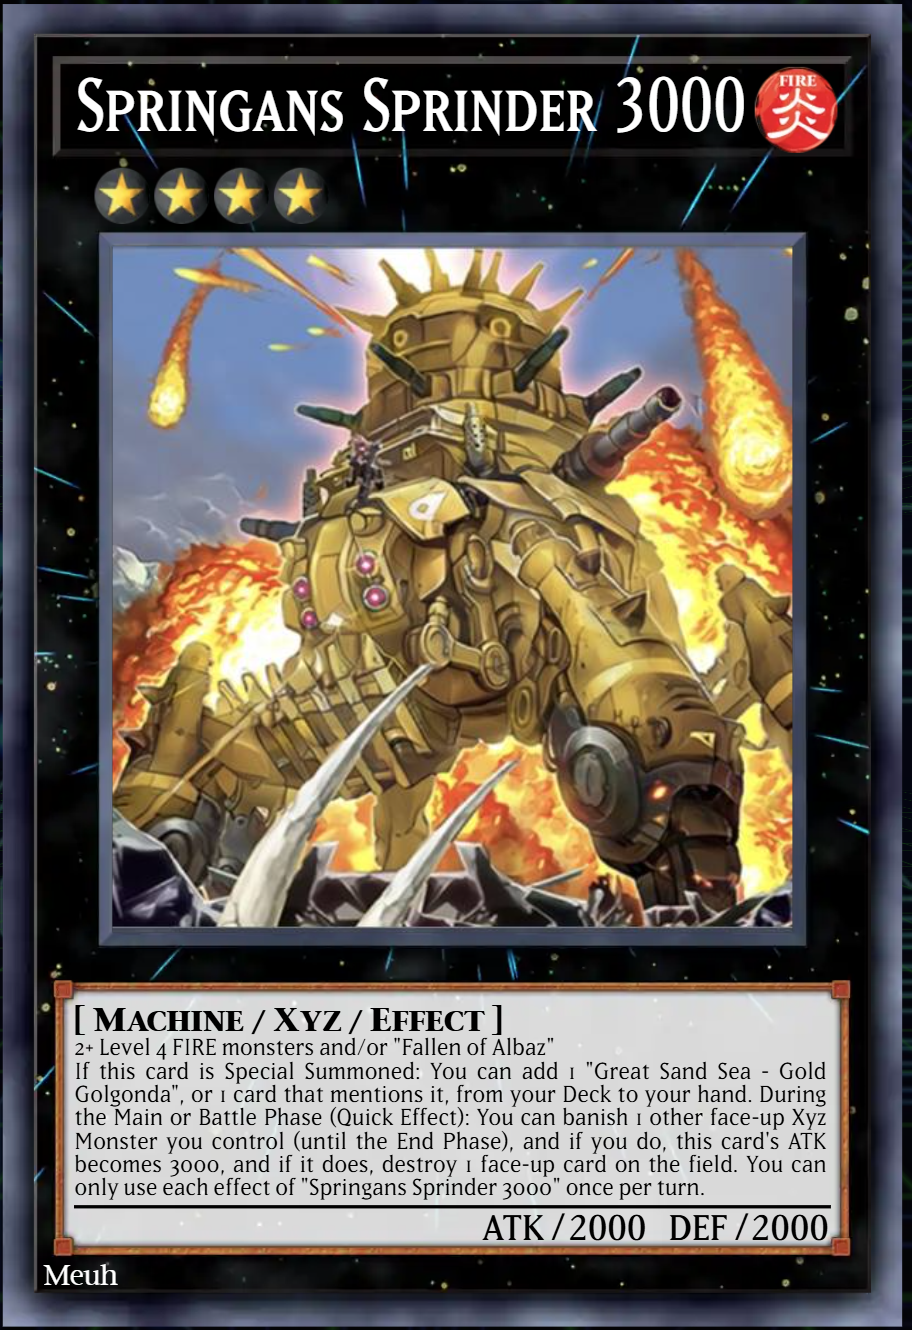 Springans Sprinder 3000
FIRE
炎
[ Machine / Xyz / Effect ]
2+ Level 4 FIRE monsters and/or "Fallen of Albaz"
If this card is Special Summoned: You can add 1 "Great Sand Sea - Gold
Golgonda", or 1 card that mentions it, from your Deck to your hand. During
the Main or Battle Phase (Quick Effect): You can banish 1 other face-up Xyz
Monster you control (until the End Phase), and if you do, this card's ATK
becomes 3000, and if it does, destroy 1 face-up card on the field. You can
only use each effect of "Springans Sprinder 3000" once per turn.
ATK/2000 DEF/2000
Meuh